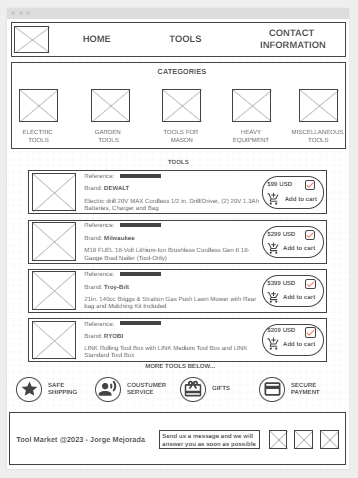 HOME
TOOLS
CONTACT
INFORMATION
CATEGORIES
ELECTRIC
TOOLS
GARDEN
TOOLS
TOOLS FOR
MASON
HEAVY
EQUIPMENT
MISCELLANEOUS
TOOLS
TOOLS
Reference:
Brand: DEWALT
Electric drill 20V MAX Cordless 1/2 in. Drill/Driver, (2) 20V 1.3Ah
Batteries, Charger and Bag
$99 USD
Add to cart
Reference:
Brand: Milwaukee
M18 FUEL 18-Volt Lithium-Ion Brushless Cordless Gen II 16-
Gauge Brad Nailer (Tool-Only)
$299 USD
Add to cart
Reference:
Brand: Troy-Bilt
21in. 140cc Briggs & Stratton Gas Push Lawn Mower with Rear
bag and Mulching Kit Included
$399 USD
Add to cart
Reference:
Brand: RYOBI
LINK Rolling Tool Box with LINK Medium Tool Box and LINK
Standard Tool Box
$209 USD
Add to cart
MORE TOOLS BELOW...
SAFE
SHIPPING
COUSTUMER
SERVICE
GIFTS
SECURE
PAYMENT
Tool Market @2023 - Jorge Mejorada
Send us a message and we will
answer you as soon as possible